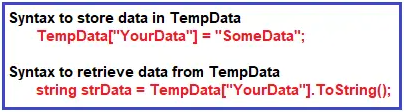 Syntax to store data in TempData
TempData["YourData"] = "SomeData";
Syntax to retrieve data from TempData
string strData = TempData["YourData"].ToString();